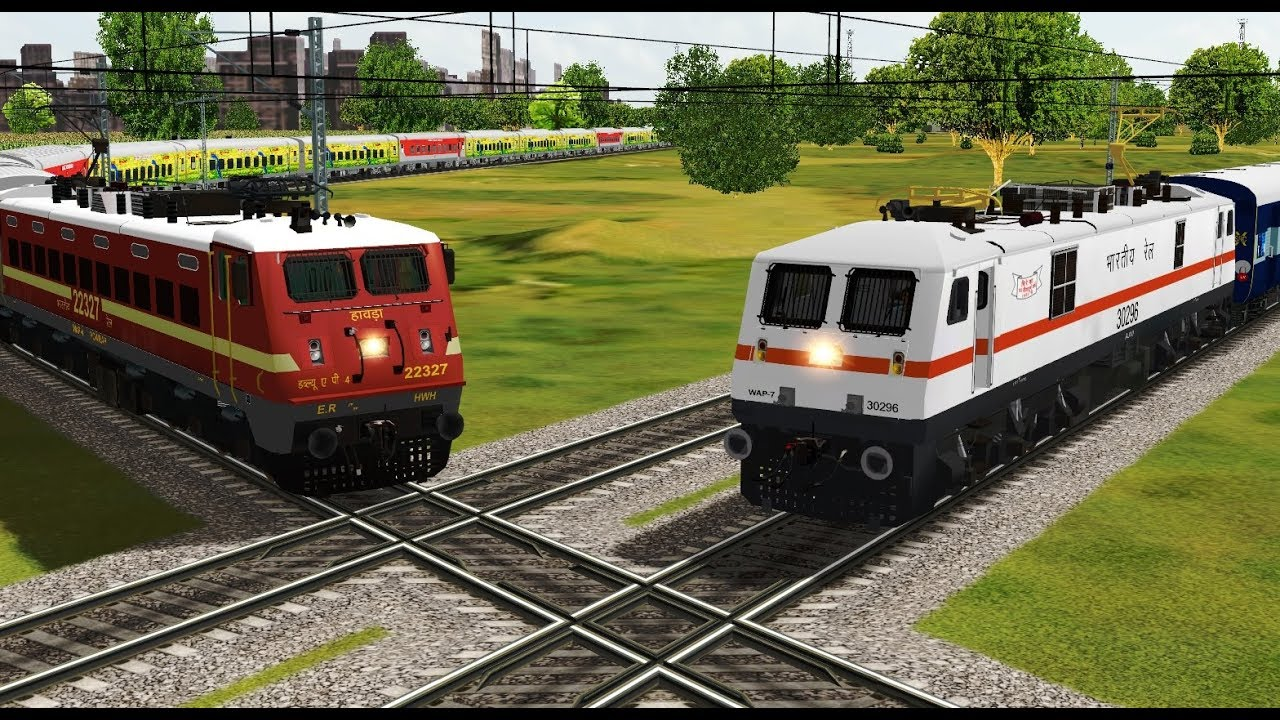 हावड़ा
22327
डब्ल्यू ए पी 4
22327
E.R
HWH
भारतीय रेल
30296
WAP-7
30296